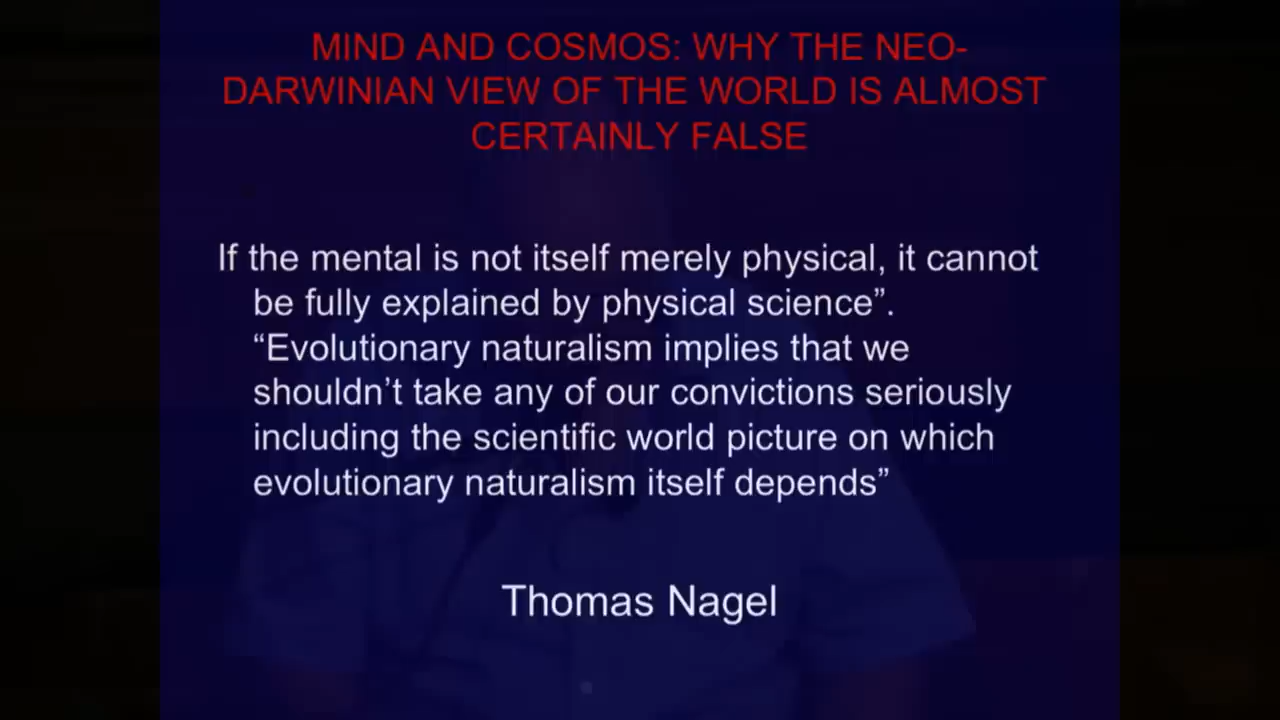 MIND AND COSMOS: WHY THE NEO-
DARWINIAN VIEW OF THE WORLD IS ALMOST
CERTAINLY FALSE
If the mental is not itself merely physical, it cannot
be fully explained by physical science”.
“Evolutionary naturalism implies that we
shouldn’t take any of our convictions seriously
including the scientific world picture on which
evolutionary naturalism itself depends”
Thomas Nagel